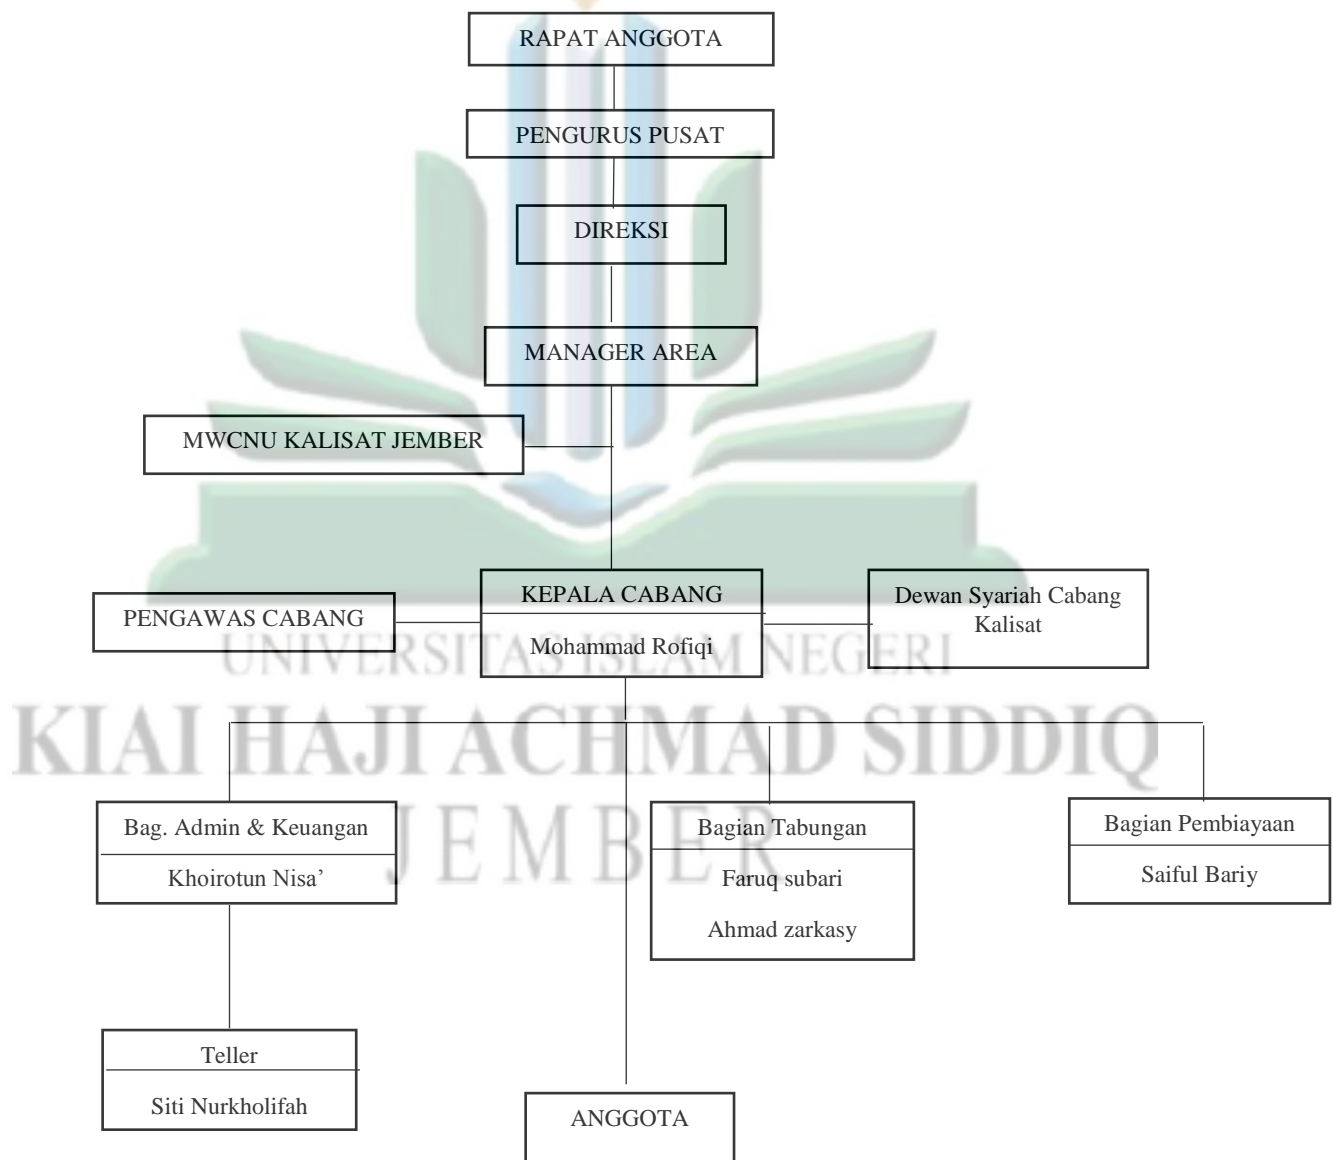 RAPAT ANGGOTA
PENGURUS PUSAT
DIREKSI
MANAGER AREA
MWCNU KALISAT JEMBER
KEPALA CABANG
Mohammad Rofiqi
PENGAWAS CABANG
Dewan Syariah Cabang
Kalisat
UNIVERSITAS ISLAM NEGERI
KIAI HAJI ACHMAD SIDDIQ
JEMBER
Bag. Admin & Keuangan
Khoirotun Nisa’
Bagian Tabungan
Faruq subari
Ahmad zarkasy
Bagian Pembiayaan
Saiful Bariy
Teller
Siti Nurkholifah
ANGGOTA